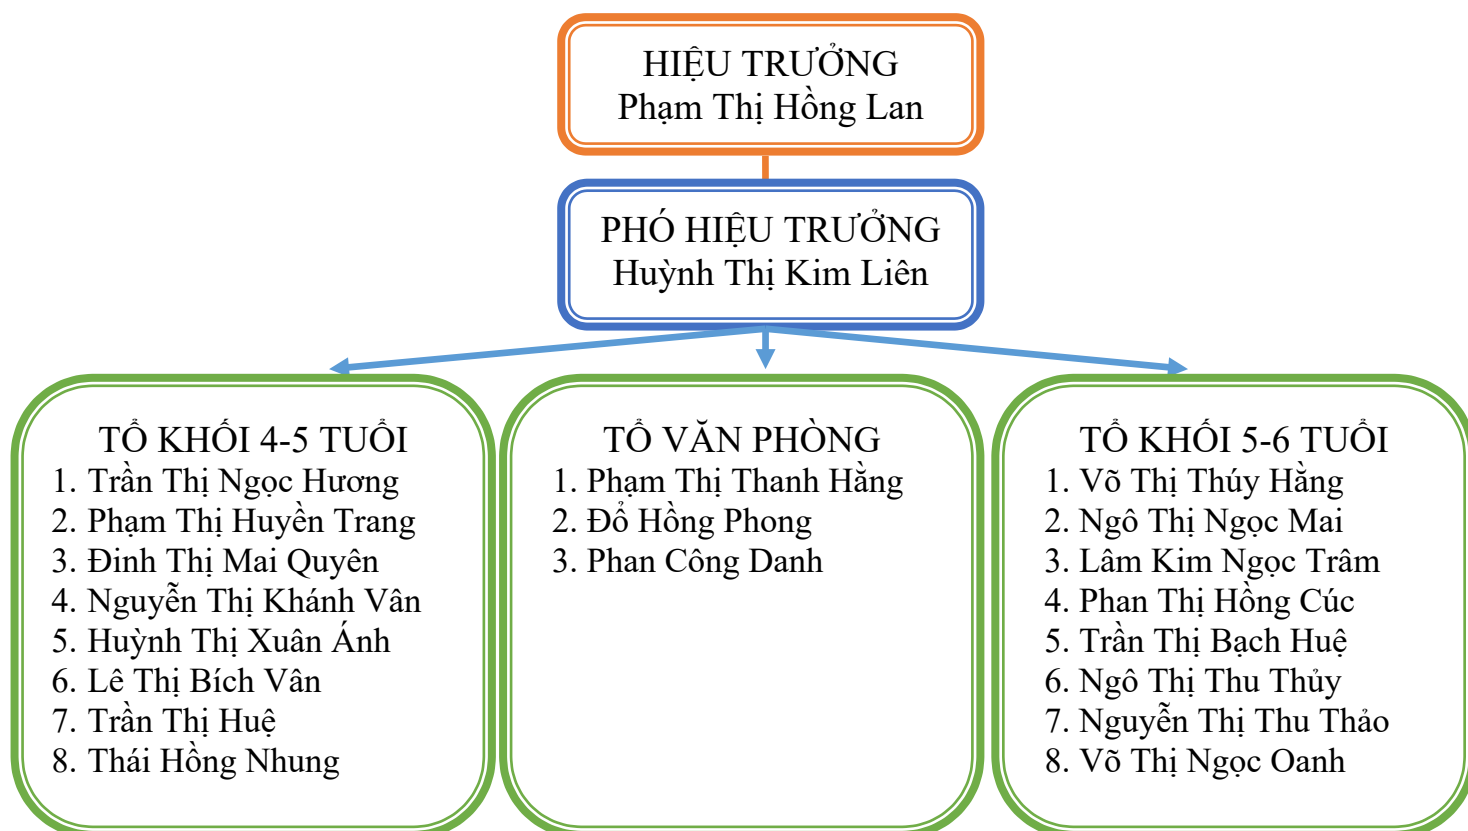 HIỆU TRƯỞNG
Phạm Thị Hồng Lan
PHÓ HIỆU TRƯỞNG
Huỳnh Thị Kim Liên
TỔ KHỐI 4-5 TUỔI
1. Trần Thị Ngọc Hương
2. Phạm Thị Huyền Trang
3. Đinh Thị Mai Quyên
4. Nguyễn Thị Khánh Vân
5. Huỳnh Thị Xuân Ánh
6. Lê Thị Bích Vân
7. Trần Thị Huệ
8. Thái Hồng Nhung
TỔ VĂN PHÒNG
1. Phạm Thị Thanh Hằng
2. Đổ Hồng Phong
3. Phan Công Danh
TỔ KHỐI 5-6 TUỔI
1. Võ Thị Thúy Hằng
2. Ngô Thị Ngọc Mai
3. Lâm Kim Ngọc Trâm
4. Phan Thị Hồng Cúc
5. Trần Thị Bạch Huệ
6. Ngô Thị Thu Thủy
7. Nguyễn Thị Thu Thảo
8. Võ Thị Ngọc Oanh